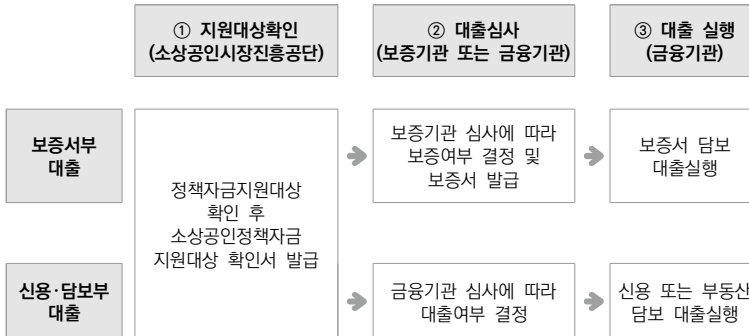 ① 지원대상확인
(소상공인시장진흥공단)
② 대출심사
(보증기관 또는 금융기관)
③ 대출 실행
(금융기관)
보증서부
대출
정책자금지원대상
확인 후
소상공인정책자금
지원대상 확인서 발급
보증기관 심사에 따라
보증여부 결정 및
보증서 발급
보증서 담보
대출실행
신용·담보부
대출
금융기관 심사에 따라
대출여부 결정
신용 또는 부동산
담보 대출실행